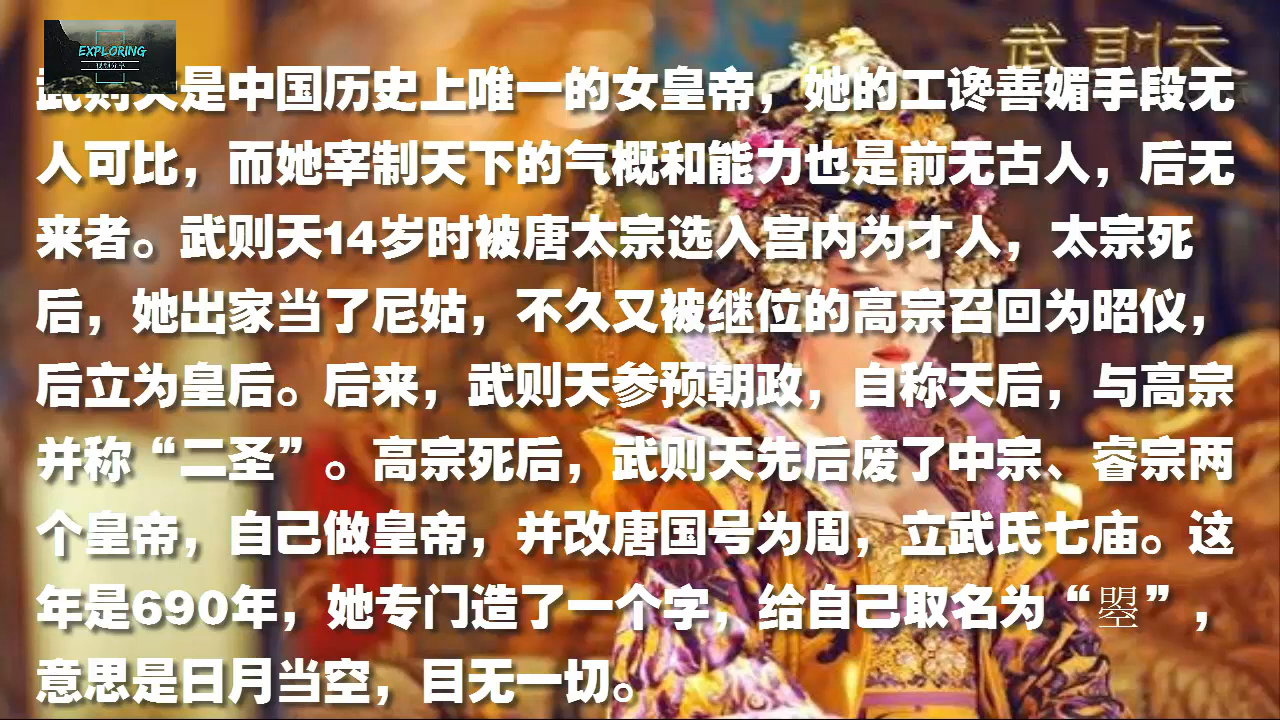 EXPLORING
武则天
武则天是中国历史上唯一的女皇帝，她的工谗善媚手段无
人可比，而她宰制天下的气概和能力也是前无古人，后无
来者。武则天14岁时被唐太宗选入宫内为才人，太宗死
后，她出家当了尼姑，不久又被继位的高宗召回为昭仪，
后立为皇后。后来，武则天参预朝政，自称天后，与高宗
并称“二圣”。高宗死后，武则天先后废了中宗、睿宗两
个皇帝，自己做皇帝，并改唐国号为周，立武氏七庙。这
年是690年，她专门造了一个字，给自己取名为“曌”，
意思是日月当空，目无一切。